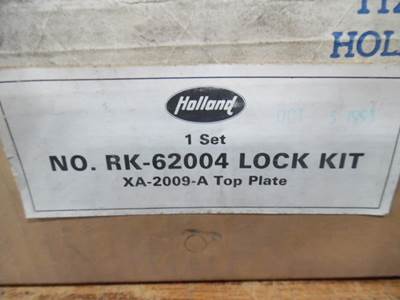 HOL
Holland
1 Set
NO. RK-62004 LOCK KIT
XA-2009-A Top Plate